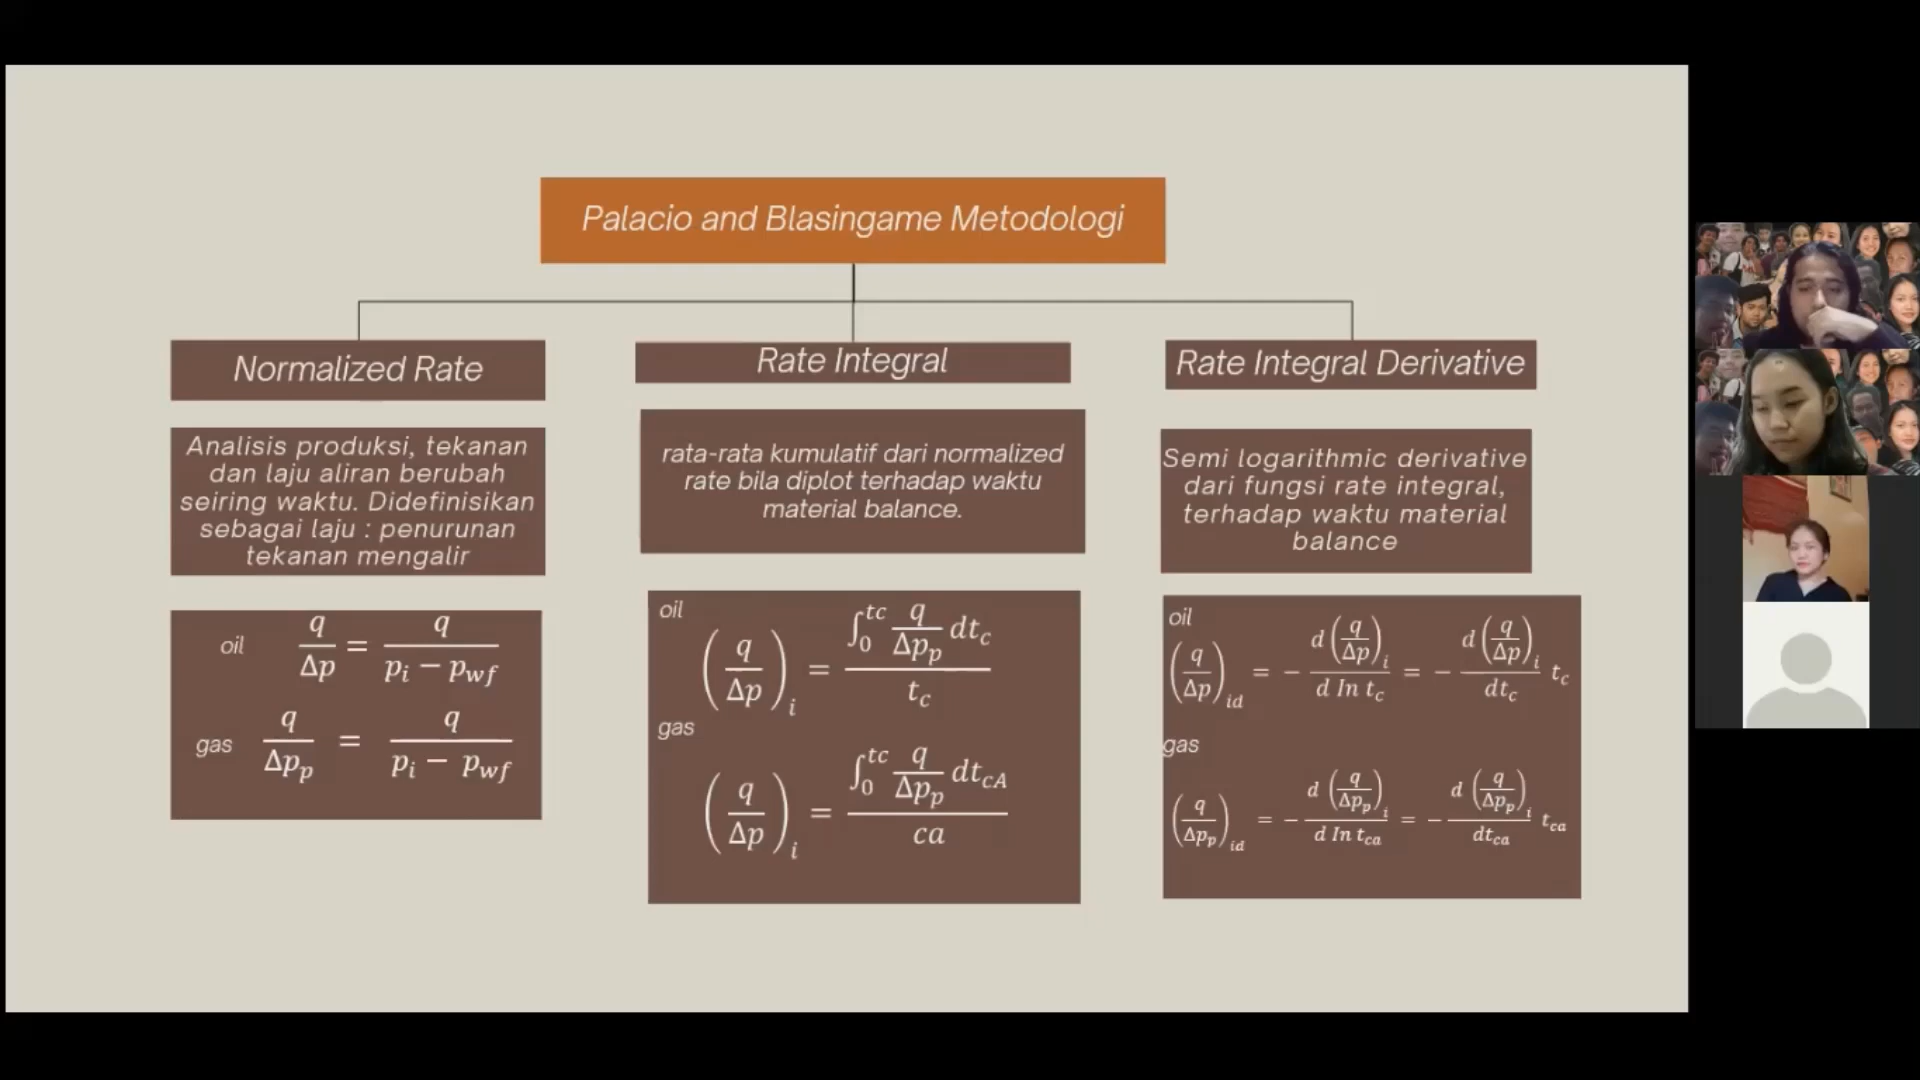 Palacio and Blasingame Metodologi
Normalized Rate
Analisis produksi, tekanan
dan laju aliran berubah
seiring waktu. Didefinisikan
sebagai laju : penurunan
tekanan mengalir
oil q/Δp = q/(p_i − p_wf)
gas q/Δp_p = q/(p_i − p_wf)
Rate Integral
rata-rata kumulatif dari normalized
rate bila diplot terhadap waktu
material balance.
oil
(q/Δp)_i = ∫_0^tc q/Δp_p dt_c / t_c
gas
(q/Δp)_i = ∫_0^tc q/Δp_p dt_cA / ca
Rate Integral Derivative
Semi logarithmic derivative
dari fungsi rate integral,
terhadap waktu material
balance
oil
(q/Δp)_id = − d(q/Δp)_i / d In t_c = − d(q/Δp)_i / dt_c t_c
gas
(q/Δp_p)_id = − d(q/Δp_p)_i / d In t_ca = − d(q/Δp_p)_i / dt_ca t_ca